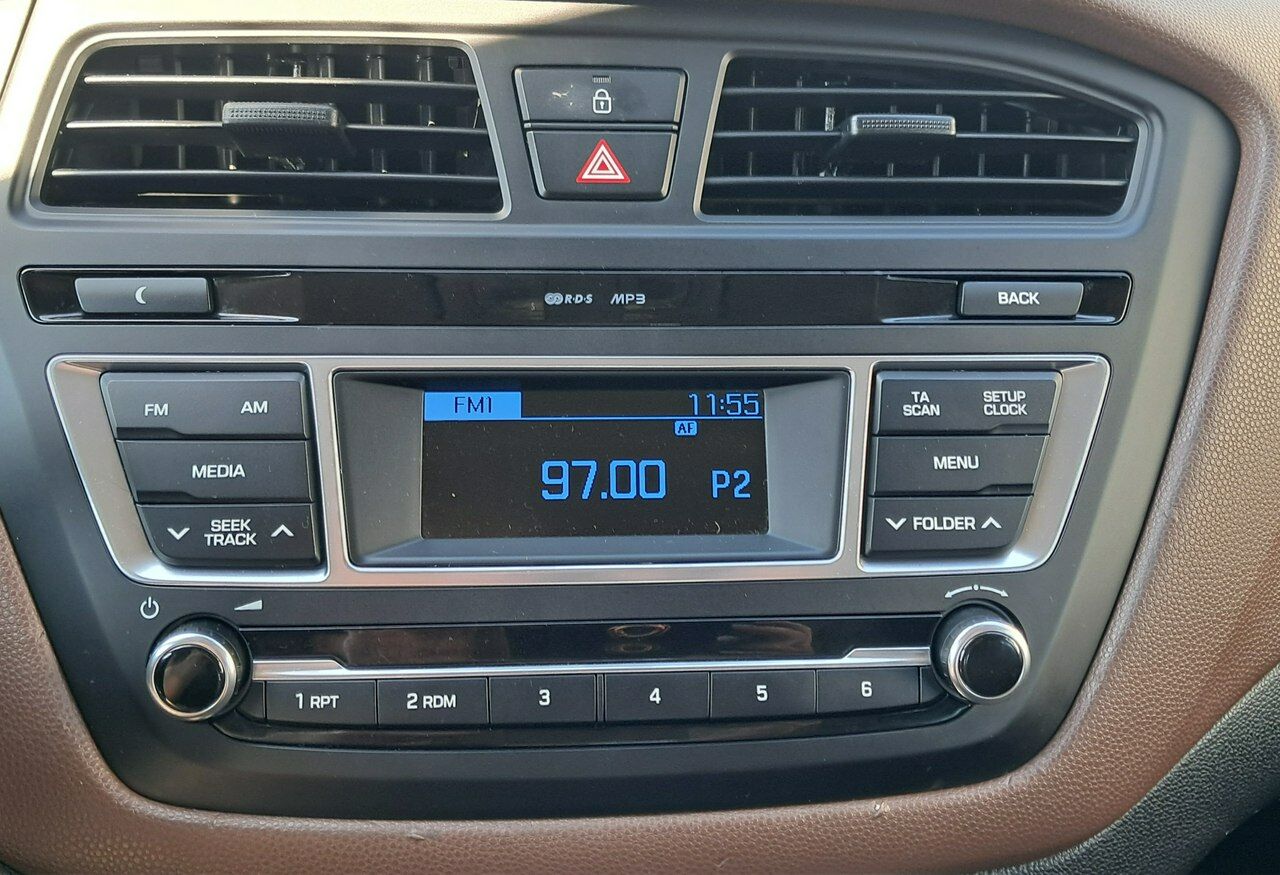 R·D·S MP3
BACK
FM AM
MEDIA
SEEK
TRACK
FM1 11:55
AF
97.00 P2
TA
SCAN
SETUP
CLOCK
MENU
FOLDER
1 RPT 2 RDM 3 4 5 6